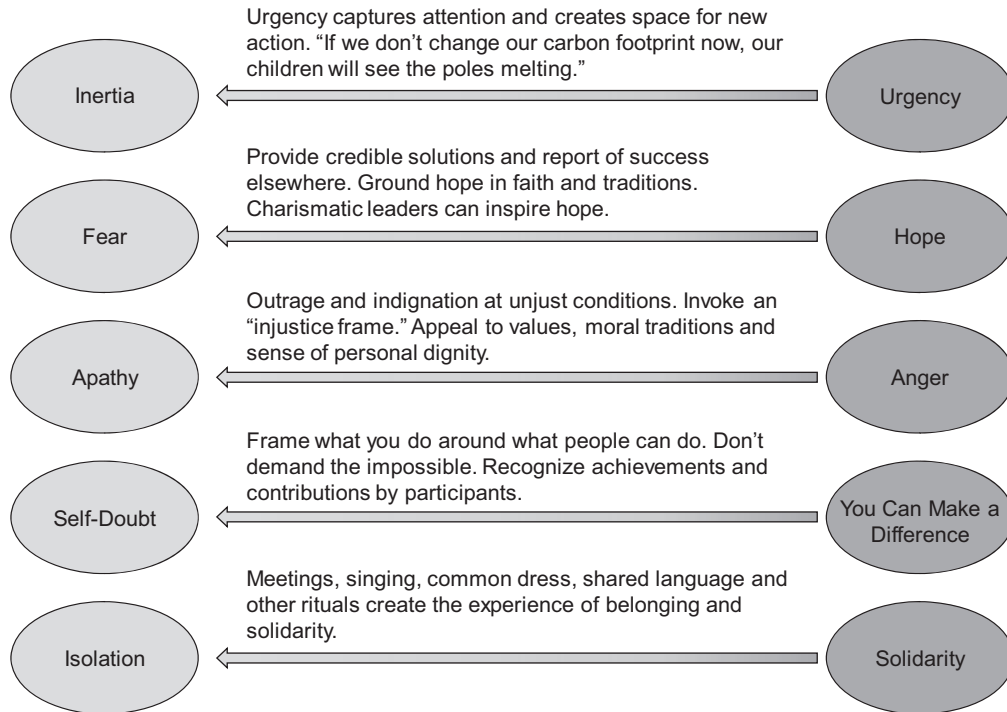 Urgency captures attention and creates space for new
action. “If we don’t change our carbon footprint now, our
children will see the poles melting.”
Inertia
Urgency
Provide credible solutions and report of success
elsewhere. Ground hope in faith and traditions.
Charismatic leaders can inspire hope.
Fear
Hope
Outrage and indignation at unjust conditions. Invoke an
“injustice frame.” Appeal to values, moral traditions and
sense of personal dignity.
Apathy
Anger
Frame what you do around what people can do. Don’t
demand the impossible. Recognize achievements and
contributions by participants.
Self-Doubt
You Can Make a
Difference
Meetings, singing, common dress, shared language and
other rituals create the experience of belonging and
solidarity.
Isolation
Solidarity